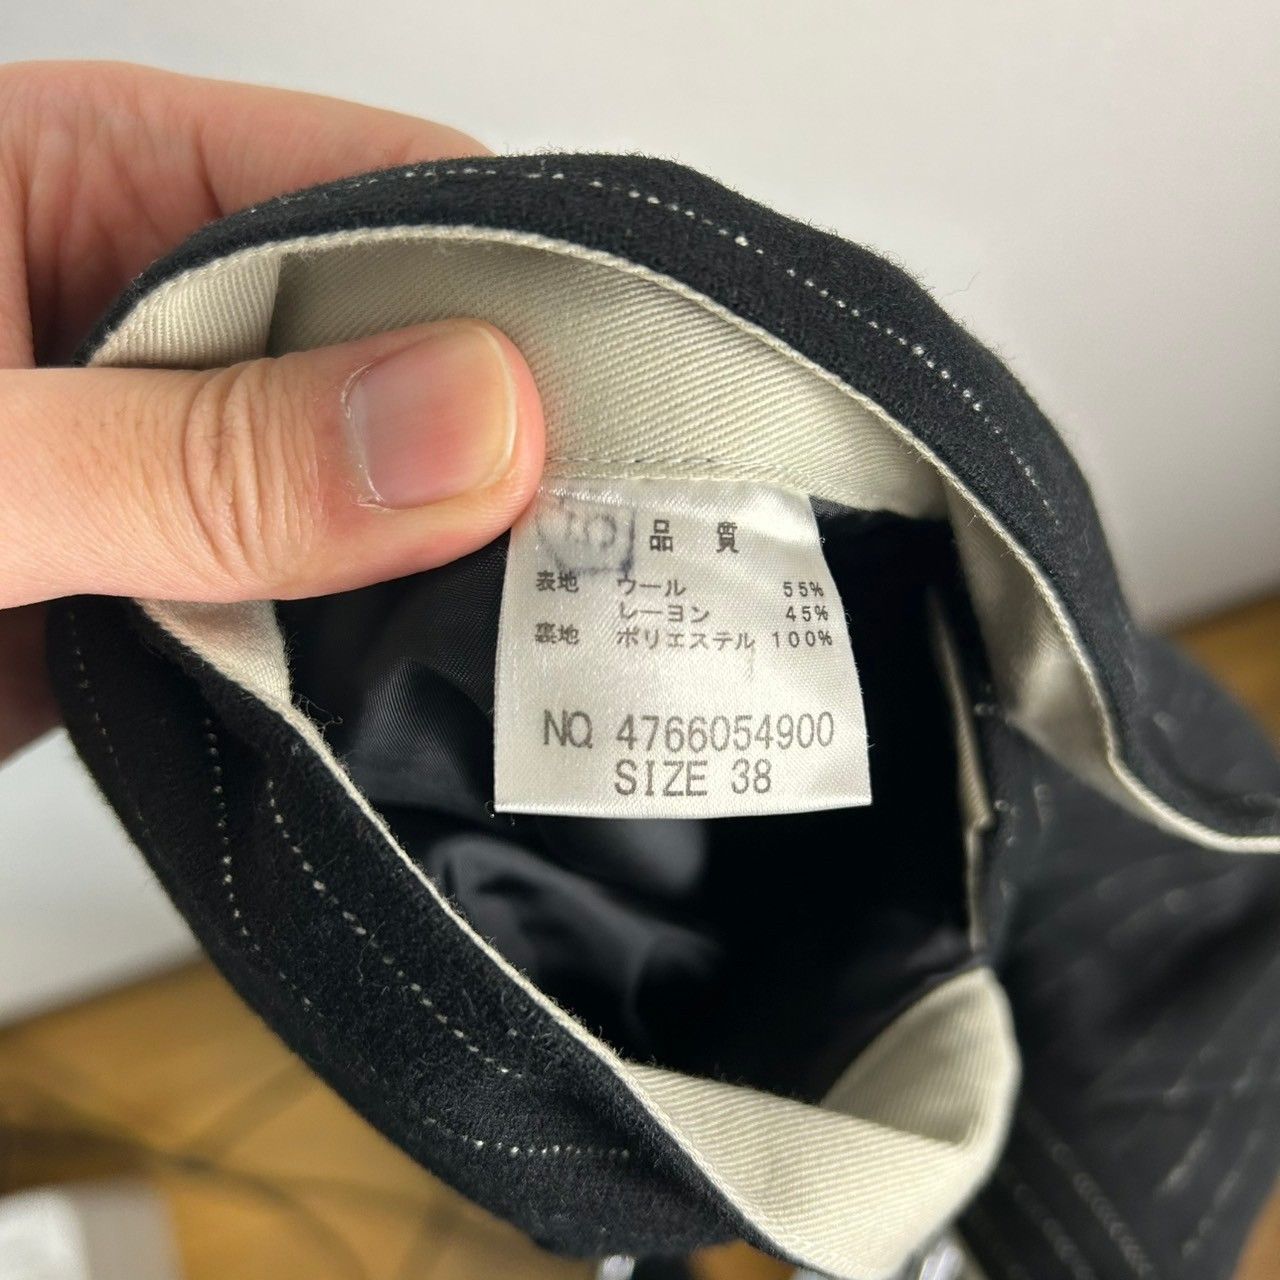 品 質
表地 ウール 55%
レーヨン 45%
裏地 ポリエステル 100%
NO. 4766054900
SIZE 38